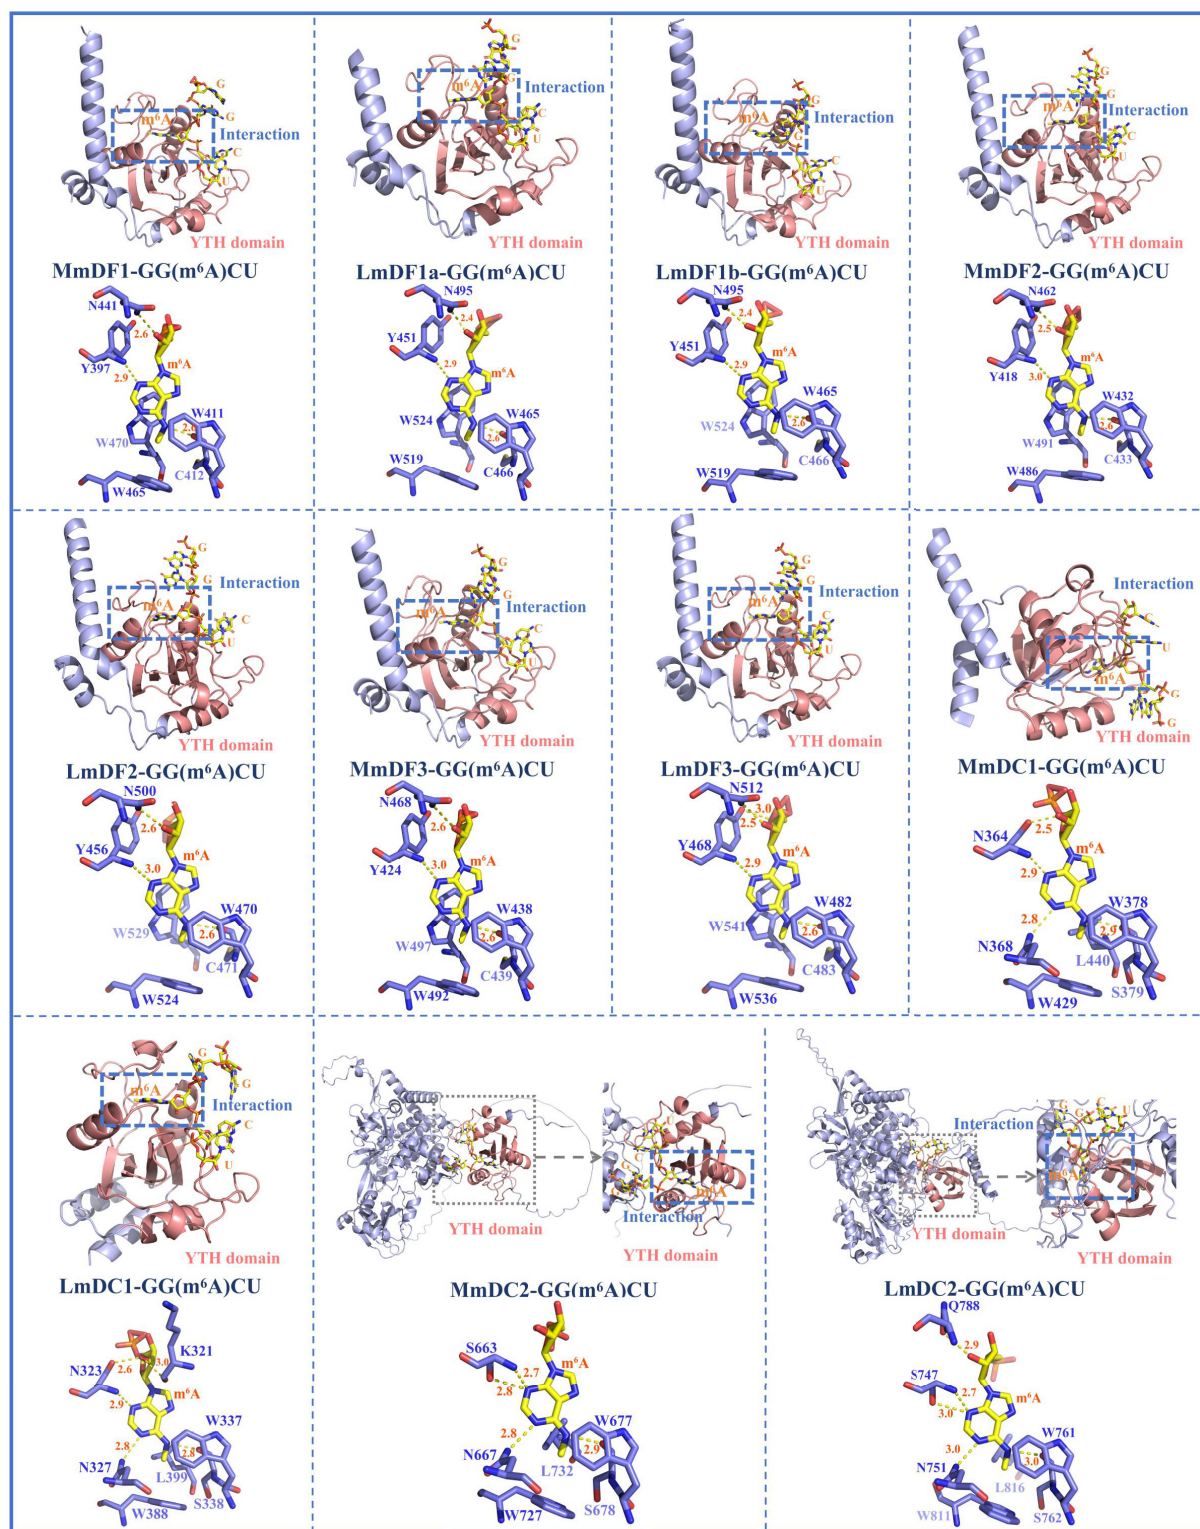 G
G
m⁶A
Interaction
C
U
YTH domain
MmDF1-GG(m⁶A)CU
N441
2.6
Y397
m⁶A
2.9
W411
2.6
W470
C412
W465
G
G
m⁶A
Interaction
C
U
YTH domain
LmDF1a-GG(m⁶A)CU
N495
2.4
Y451
2.9
m⁶A
W524
W465
2.6
W519
C466
G
m⁶A
Interaction
G
C
U
YTH domain
LmDF1b-GG(m⁶A)CU
N495
2.4
Y451
2.9
m⁶A
W465
W524
2.6
C466
W519
G
G
m⁶A
Interaction
C
U
YTH domain
MmDF2-GG(m⁶A)CU
N462
2.5
Y418
3.0
m⁶A
W432
2.6
W491
C433
W486
G
G
Interaction
m⁶A
C
U
YTH domain
LmDF2-GG(m⁶A)CU
N500
2.6
Y456
3.0
m⁶A
W470
W529
2.6
C471
W524
G
G
m⁶A
Interaction
C
U
YTH domain
MmDF3-GG(m⁶A)CU
N468
2.6
Y424
3.0
m⁶A
W438
W497
2.6
C439
W492
G
G
m⁶A
Interaction
C
U
YTH domain
LmDF3-GG(m⁶A)CU
N512
3.0
2.5
Y468
2.9
m⁶A
W482
W541
2.6
C483
W536
Interaction
C
U
m⁶A
G
G
YTH domain
MmDC1-GG(m⁶A)CU
N364
2.5
m⁶A
2.9
2.8
W378
2.9
N368
L440
W429
S379
G
G
m⁶A
Interaction
C
U
YTH domain
LmDC1-GG(m⁶A)CU
K321
N323
2.6
3.0
2.9
m⁶A
W337
2.8
2.8
N327
L399
S338
W388
YTH domain
U
C
G
G
m⁶A
Interaction
YTH domain
MmDC2-GG(m⁶A)CU
S663
2.7
m⁶A
2.8
2.8
W677
2.9
N667
L732
W727
S678
YTH domain
Interaction
G
G
C
U
m⁶A
YTH domain
LmDC2-GG(m⁶A)CU
Q788
2.9
S747
2.7
m⁶A
3.0
3.0
W761
3.0
N751
L816
W811
S762